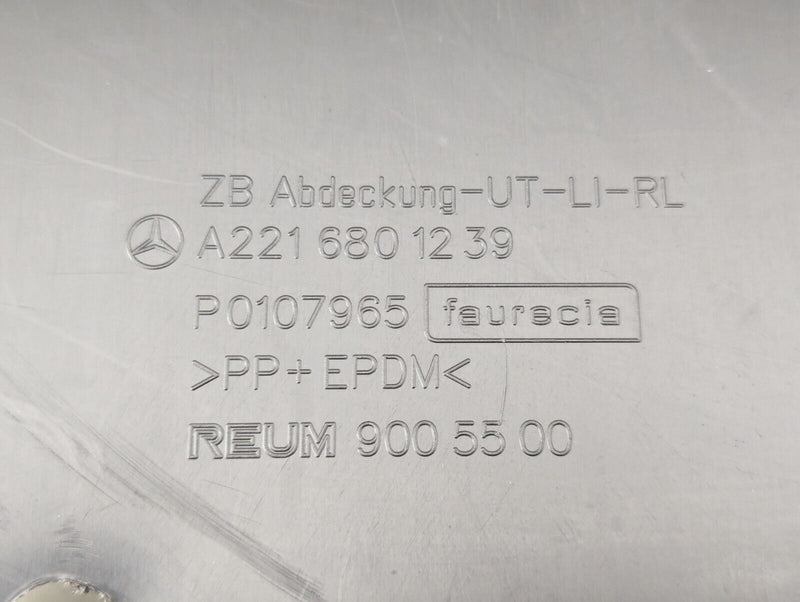 ZB Abdeckung-UT-LI-RL
A221 680 12 39
P0107965 faurecia
>PP+EPDM<
REUM 900 55 00